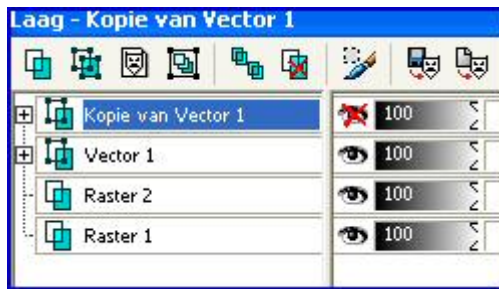 Laag - Kopie van Vector 1
Kopie van Vector 1 100
Vector 1 100
Raster 2 100
Raster 1 100